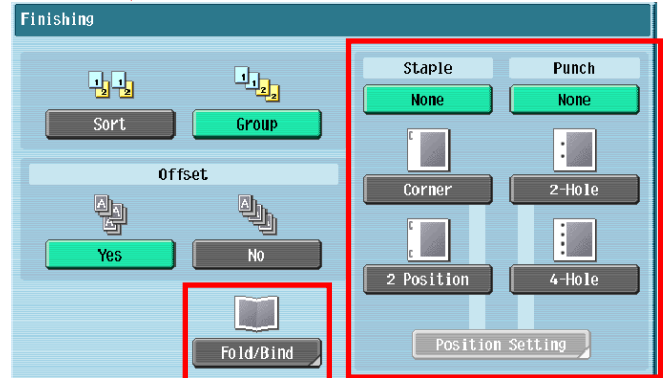 Finishing
Staple Punch
None None
Sort Group
Corner 2-Hole
Offset
Yes No
2 Position 4-Hole
Fold/Bind
Position Setting